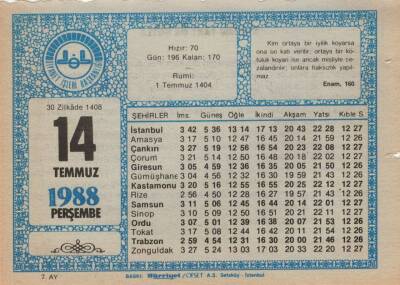 Hızır: 70
Gün: 196 Kalan: 170
Rumi:
1 Temmuz 1404
Kim ortaya bir iyilik koyarsa
ona on katı verilir; ortaya bir kö-
tülük koyan ise ancak misliyle ce-
zalandırılır; onlara haksızlık yapıl-
maz.
Enam, 160
30 Zilkâde 1408
14
TEMMUZ
1988
PERŞEMBE
7. AY
ŞEHİRLER İms. Güneş Öğle İkindi Akşam Yatsı Kıble S.
İstanbul 3 42 5 36 13 14 17 13 20 43 22 28 12 27
Amasya 3 17 5 10 12 47 16 45 20 14 21 59 12 26
Çankırı 3 27 5 19 12 56 16 54 20 23 22 08 12 27
Çorum 3 21 5 14 12 50 16 48 20 18 22 02 12 27
Giresun 3 05 4 59 12 36 16 35 20 05 21 50 12 26
Gümüşhane 3 04 4 56 12 32 16 30 19 59 21 43 12 26
Kastamonu 3 20 5 16 12 55 16 55 20 25 22 12 12 27
Rize 2 56 4 50 12 28 16 27 19 57 21 43 12 26
Samsun 3 11 5 06 12 45 16 44 20 14 22 01 12 27
Sinop 3 10 5 09 12 50 16 51 20 21 22 11 12 27
Ordu 3 07 5 01 12 39 16 38 20 07 21 53 12 26
Tokat 3 17 5 08 12 44 16 42 20 11 21 54 12 26
Trabzon 2 59 4 54 12 31 16 30 20 00 21 46 12 26
Zonguldak 3 27 5 24 13 03 17 03 20 33 22 20 12 27
BASKI: Hürriyet/OFSET A.Ş. Sefaköy - İstanbul